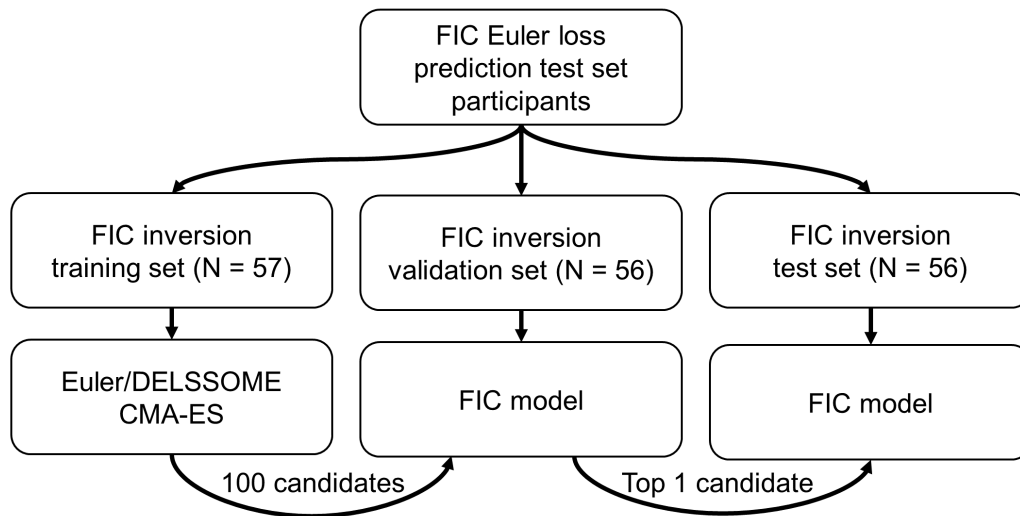 FIC Euler loss
prediction test set
participants
FIC inversion
training set (N = 57)
FIC inversion
validation set (N = 56)
FIC inversion
test set (N = 56)
Euler/DELSSOME
CMA-ES
FIC model
FIC model
100 candidates
Top 1 candidate